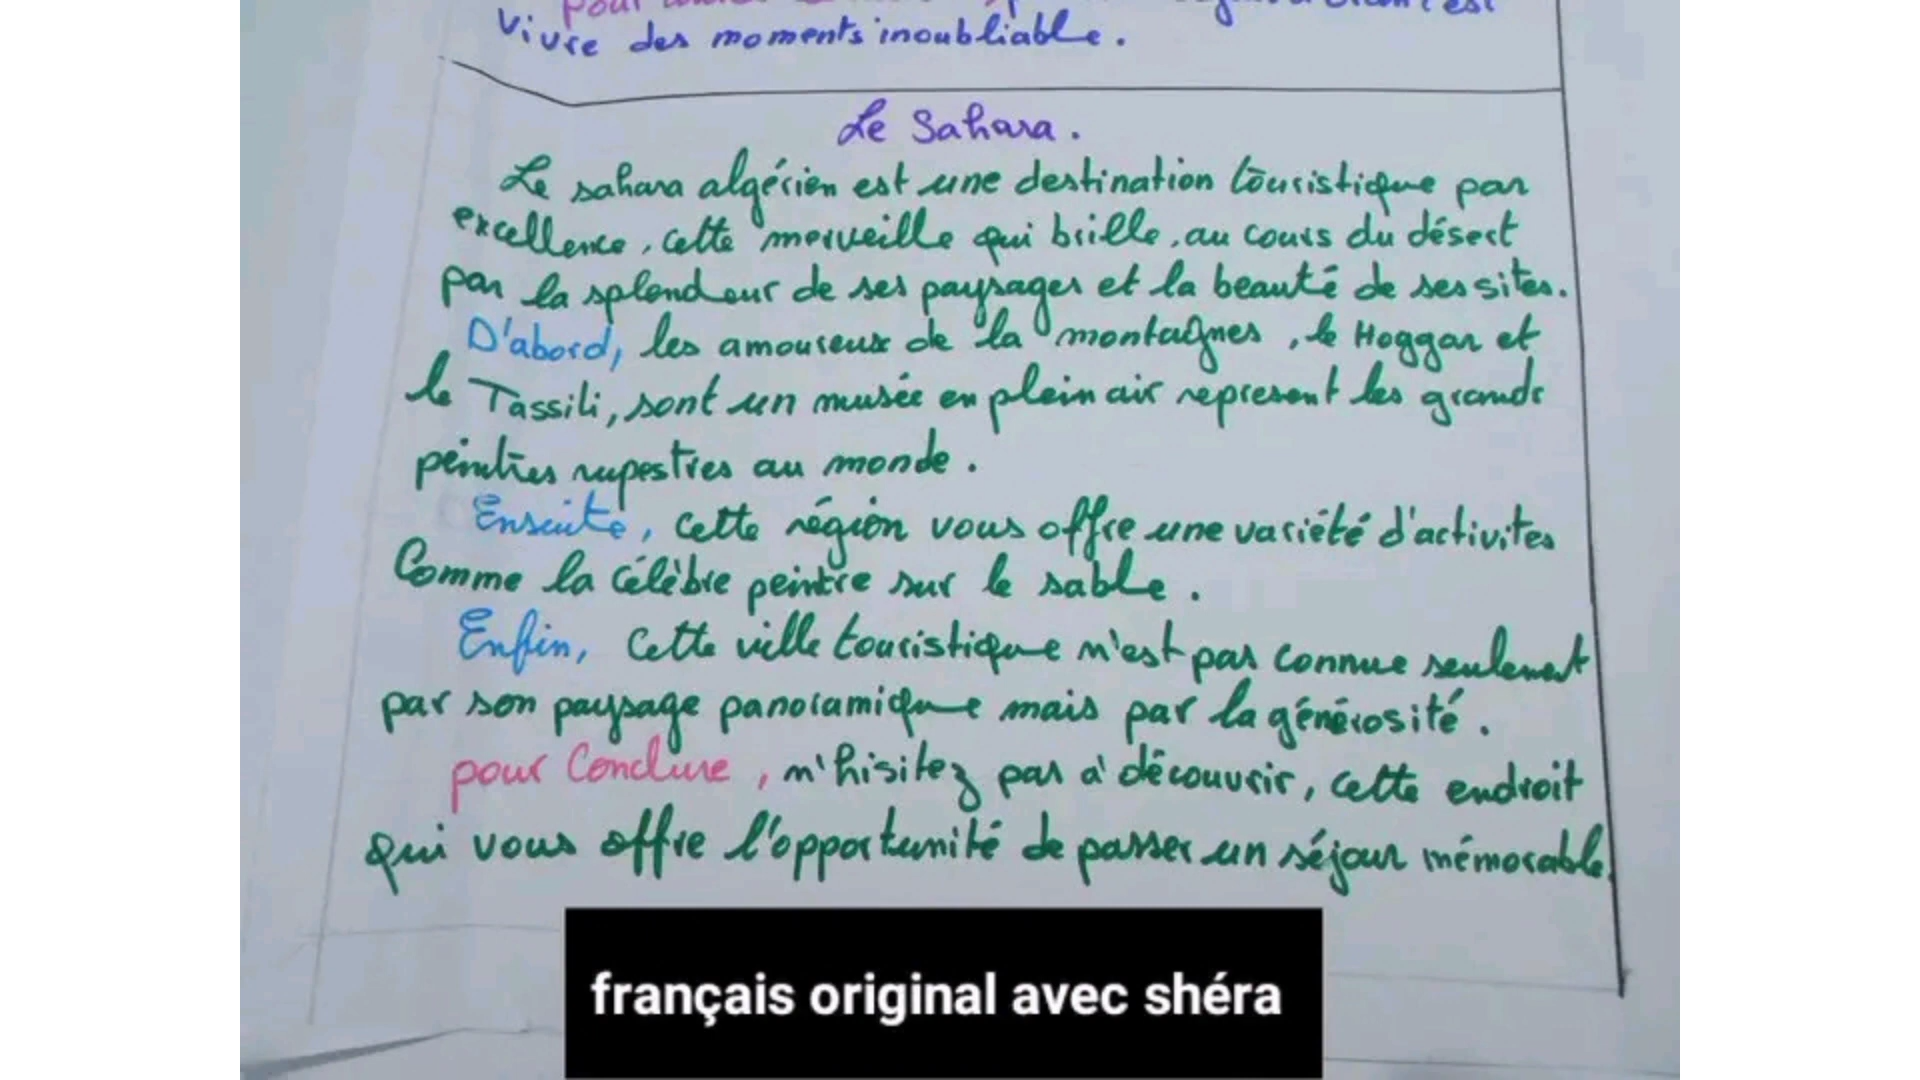 pour
est
vivre des moments inoubliable.
Le Sahara.
Le sahara algérien est une destination touristique par
excellence, cette merveille qui brille, au cours du désert
par la splendeur de ses paysages et la beauté de ses sites.
D'abord, les amoureux de la montagnes, le Hoggar et
le Tassili, sont un musée en plein air represent les grands
peintres rupestres au monde.
Ensuite, cette région vous offre une variété d'activites
Comme la célèbre peintre sur le sable.
Enfin, Cette ville touristique n'est pas connue seulement
par son paysage panoramique mais par la générosité.
pour Conclure, n'hisitez pas à découvrir, cette endroit
qui vous offre l'opportunité de passer un séjour mémorable.
français original avec shéra